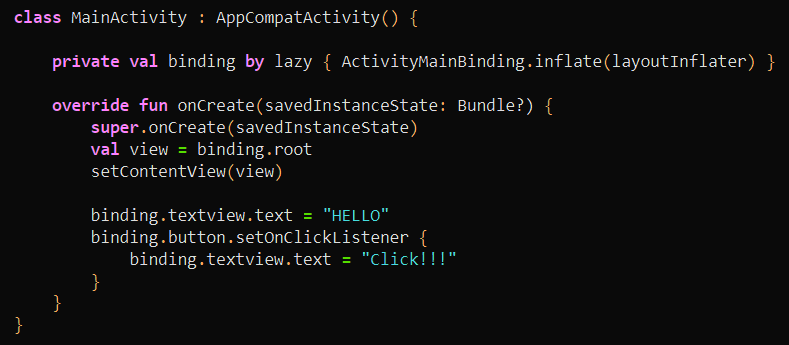 class MainActivity : AppCompatActivity() {
    private val binding by lazy { ActivityMainBinding.inflate(layoutInflater) }
    override fun onCreate(savedInstanceState: Bundle?) {
        super.onCreate(savedInstanceState)
        val view = binding.root
        setContentView(view)
        binding.textview.text = "HELLO"
        binding.button.setOnClickListener {
            binding.textview.text = "Click!!!"
        }
    }
}